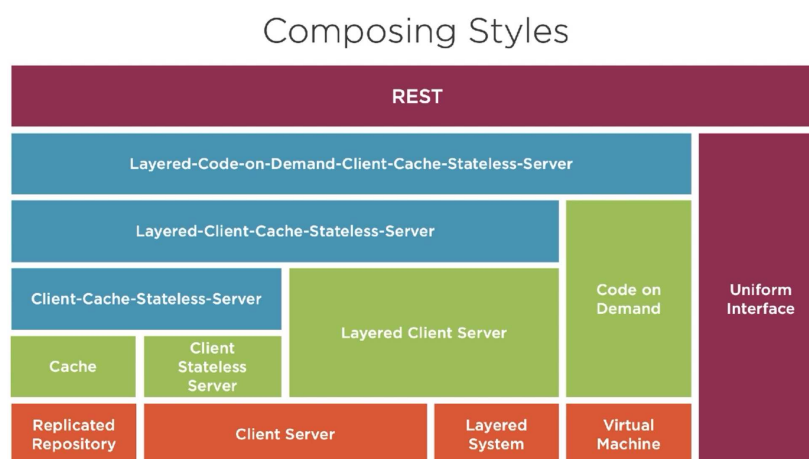 Composing Styles
REST
Layered-Code-on-Demand-Client-Cache-Stateless-Server
Layered-Client-Cache-Stateless-Server
Client-Cache-Stateless-Server
Layered Client Server
Code on
Demand
Uniform
Interface
Cache
Client
Stateless
Server
Replicated
Repository
Client Server
Layered
System
Virtual
Machine